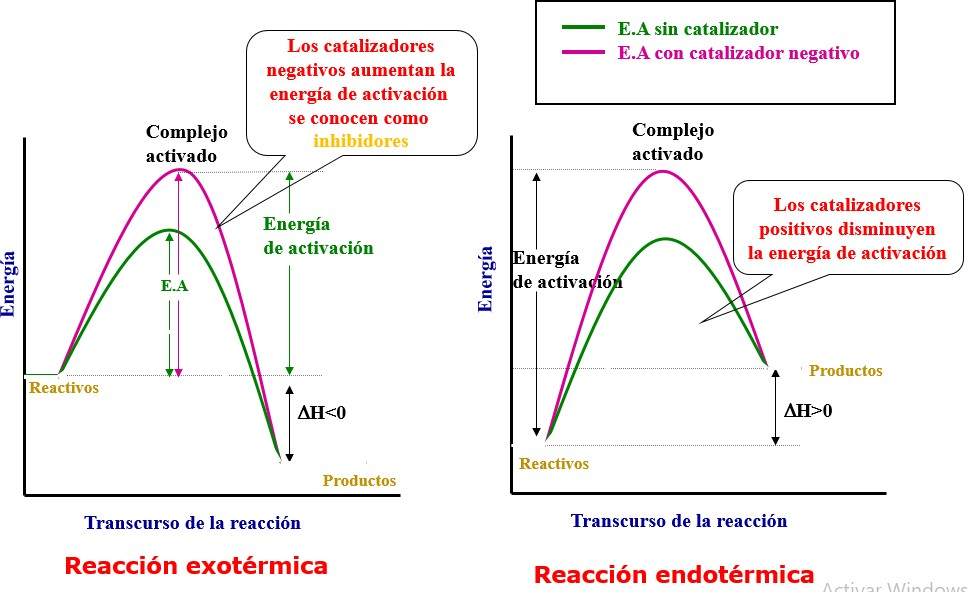 Los catalizadores
negativos aumentan la
energía de activación
se conocen como
inhibidores
E.A sin catalizador
E.A con catalizador negativo
Complejo
activado
Energía
de activación
E.A
Energía
Reactivos
ΔH<0
Productos
Transcurso de la reacción
Reacción exotérmica
Complejo
activado
Los catalizadores
positivos disminuyen
la energía de activación
Energía
de activación
Energía
Productos
ΔH>0
Reactivos
Transcurso de la reacción
Reacción endotérmica
Activar Windows